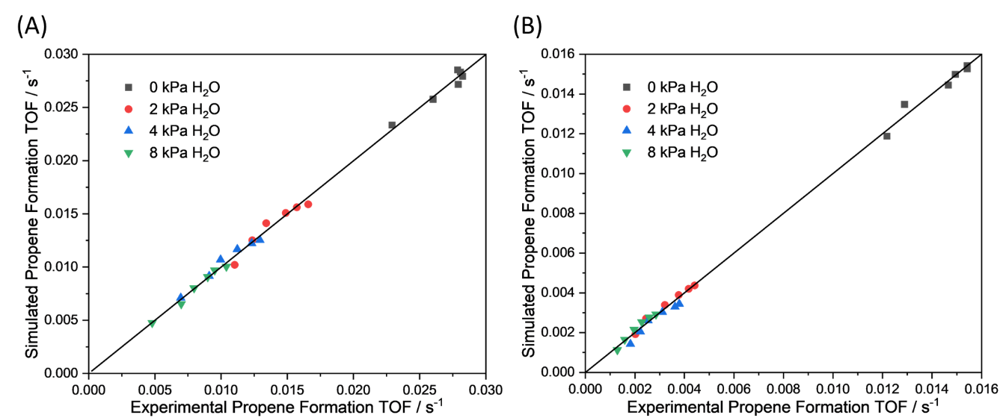 (A)
0.030
0.025
0.020
0.015
0.010
0.005
0.000
Simulated Propene Formation TOF / s⁻¹
0 kPa H₂O
2 kPa H₂O
4 kPa H₂O
8 kPa H₂O
0.000 0.005 0.010 0.015 0.020 0.025 0.030
Experimental Propene Formation TOF / s⁻¹
(B)
0.016
0.014
0.012
0.010
0.008
0.006
0.004
0.002
0.000
Simulated Propene Formation TOF / s⁻¹
0 kPa H₂O
2 kPa H₂O
4 kPa H₂O
8 kPa H₂O
0.000 0.002 0.004 0.006 0.008 0.010 0.012 0.014 0.016
Experimental Propene Formation TOF / s⁻¹